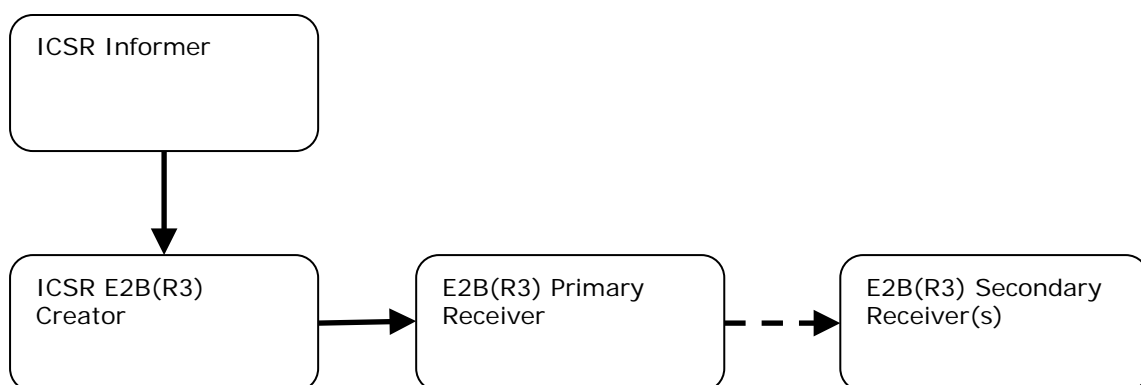 ICSR Informer
ICSR E2B(R3)
Creator
E2B(R3) Primary
Receiver
E2B(R3) Secondary
Receiver(s)